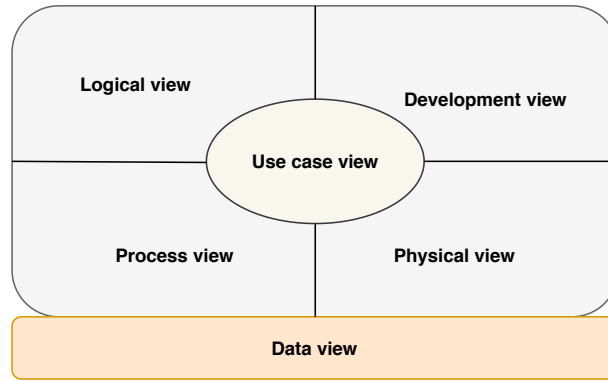 Logical view
Development view
Use case view
Process view
Physical view
Data view